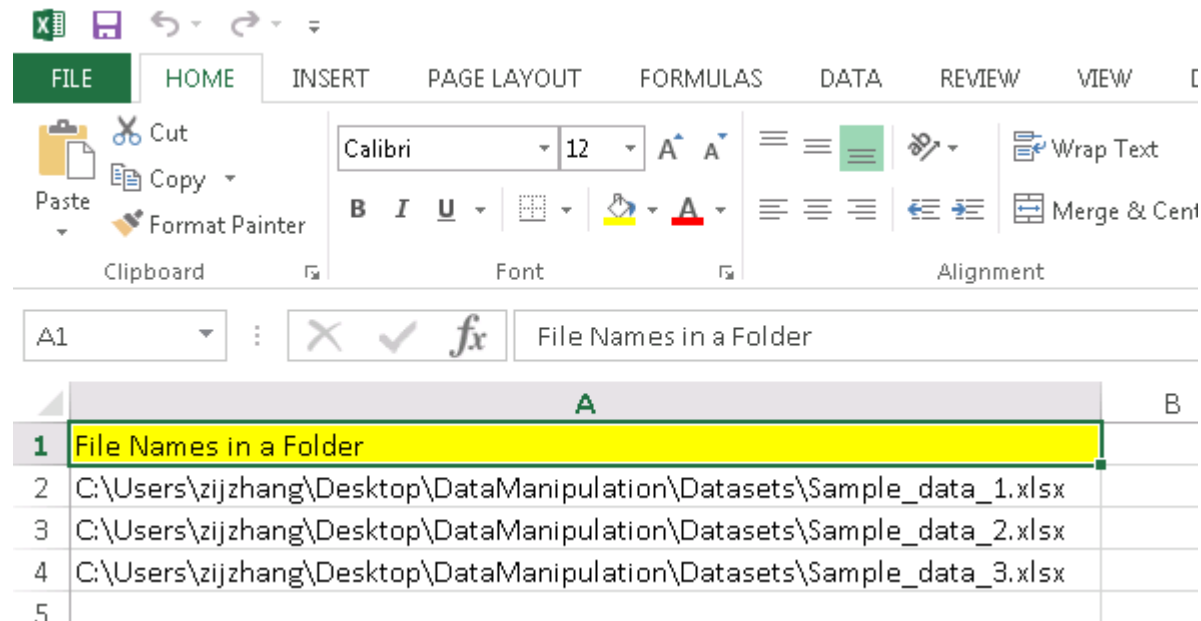 FILE HOME INSERT PAGE LAYOUT FORMULAS DATA REVIEW VIEW
Cut
Copy
Format Painter
Paste
Calibri 12 A A
B I U A
Wrap Text
Merge & Cent
Clipboard Font Alignment
A1 fx File Names in a Folder
A B
1 File Names in a Folder
2 C:\Users\zijzhang\Desktop\DataManipulation\Datasets\Sample_data_1.xlsx
3 C:\Users\zijzhang\Desktop\DataManipulation\Datasets\Sample_data_2.xlsx
4 C:\Users\zijzhang\Desktop\DataManipulation\Datasets\Sample_data_3.xlsx
5